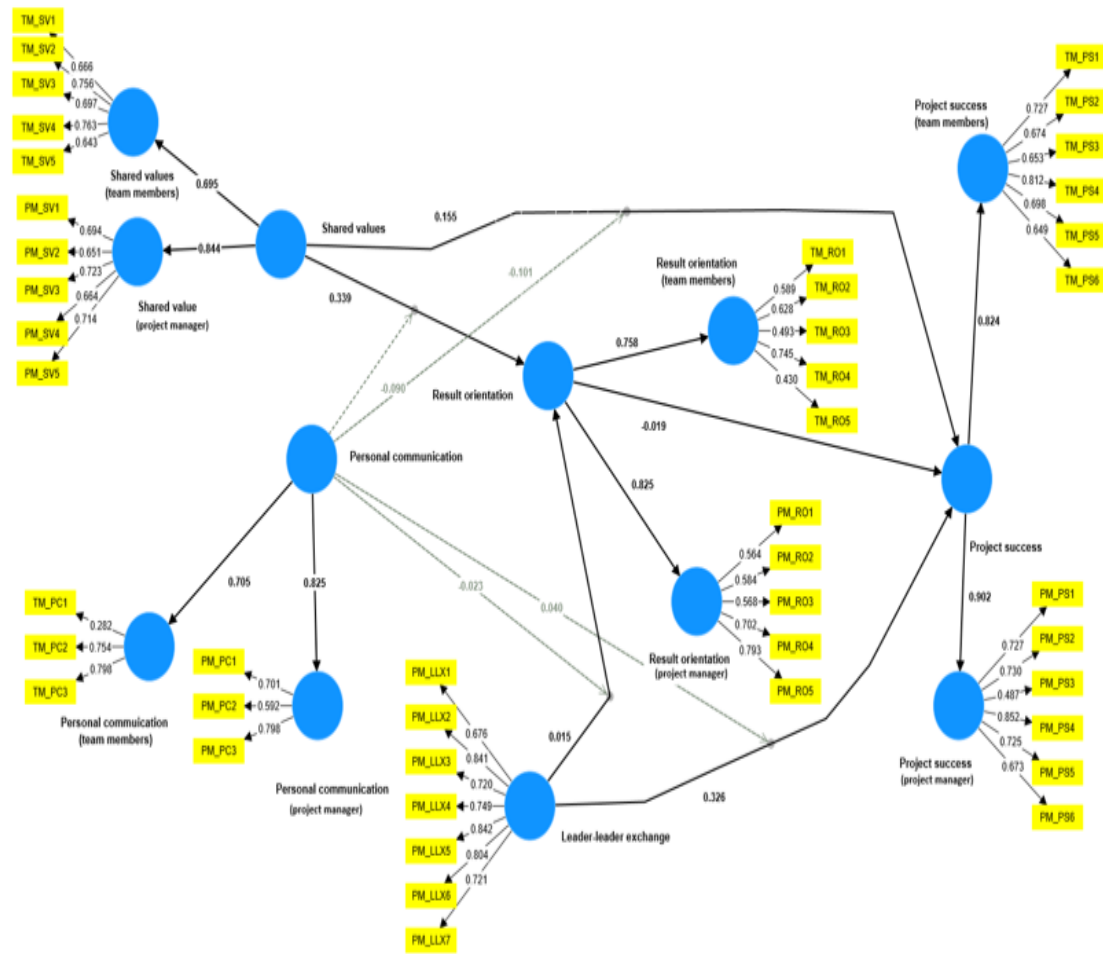 TM_SV1
TM_SV2
TM_SV3
TM_SV4
TM_SV5
0.666
0.756
0.697
0.763
0.643
Shared values
(team members)
0.695
PM_SV1
PM_SV2
PM_SV3
PM_SV4
PM_SV5
0.694
0.651
0.723
0.664
0.714
Shared value
(project manager)
0.844
Shared values
0.155
-0.101
0.339
-0.090
Project success
(team members)
TM_PS1
TM_PS2
TM_PS3
TM_PS4
TM_PS5
TM_PS6
0.727
0.674
0.653
0.812
0.698
0.649
0.824
Result orientation
(team members)
TM_RO1
TM_RO2
TM_RO3
TM_RO4
TM_RO5
0.589
0.628
0.493
0.745
0.430
0.758
Result orientation
-0.019
0.825
Personal communication
0.705
0.825
-0.023
0.040
TM_PC1
TM_PC2
TM_PC3
0.282
0.754
0.798
Personal commuication
(team members)
PM_PC1
PM_PC2
PM_PC3
0.701
0.592
0.798
Personal communication
(project manager)
PM_RO1
PM_RO2
PM_RO3
PM_RO4
PM_RO5
0.564
0.584
0.568
0.702
0.793
Result orientation
(project manager)
Project success
0.902
PM_PS1
PM_PS2
PM_PS3
PM_PS4
PM_PS5
PM_PS6
0.727
0.730
0.487
0.852
0.725
0.673
Project success
(project manager)
PM_LLX1
PM_LLX2
PM_LLX3
PM_LLX4
PM_LLX5
PM_LLX6
PM_LLX7
0.676
0.841
0.720
0.749
0.842
0.804
0.721
0.015
0.326
Leader-leader exchange